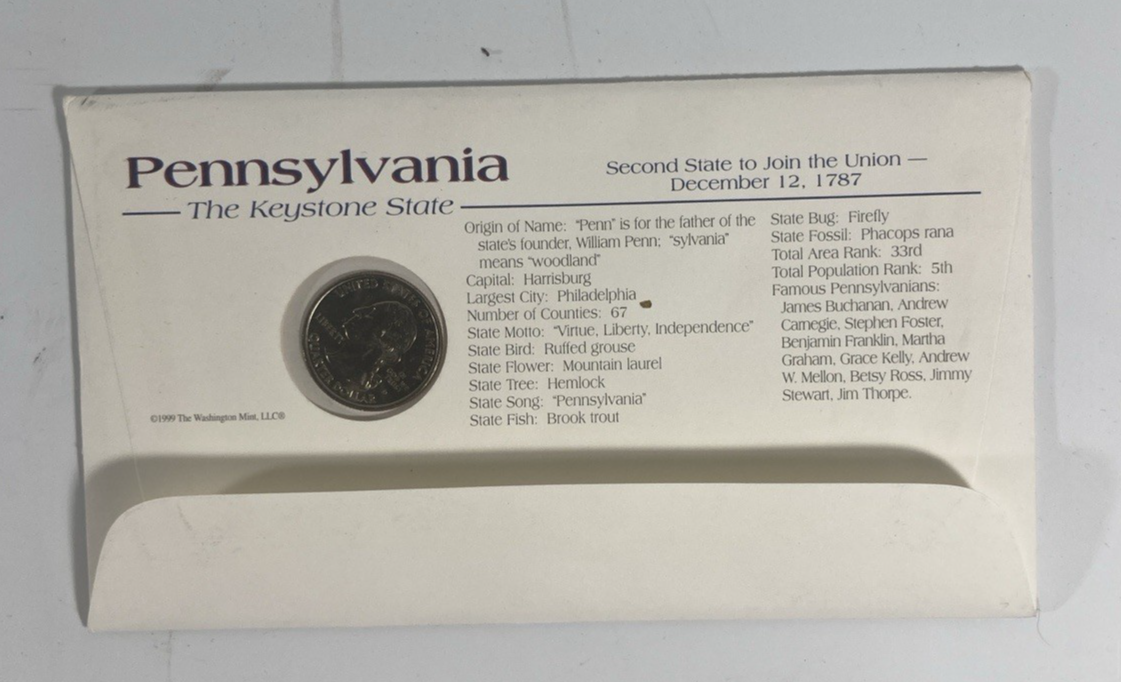 Pennsylvania
The Keystone State
Second State to Join the Union —
December 12, 1787
Origin of Name: “Penn” is for the father of the
state's founder, William Penn; “sylvania”
means “woodland”
Capital: Harrisburg
Largest City: Philadelphia
Number of Counties: 67
State Motto: “Virtue, Liberty, Independence”
State Bird: Ruffed grouse
State Flower: Mountain laurel
State Tree: Hemlock
State Song: “Pennsylvania”
State Fish: Brook trout
State Bug: Firefly
State Fossil: Phacops rana
Total Area Rank: 33rd
Total Population Rank: 5th
Famous Pennsylvanians:
James Buchanan, Andrew
Carnegie, Stephen Foster,
Benjamin Franklin, Martha
Graham, Grace Kelly, Andrew
W. Mellon, Betsy Ross, Jimmy
Stewart, Jim Thorpe.
UNITED STATES OF AMERICA
LIBERTY
QUARTER DOLLAR
©1999 The Washington Mint, LLC®